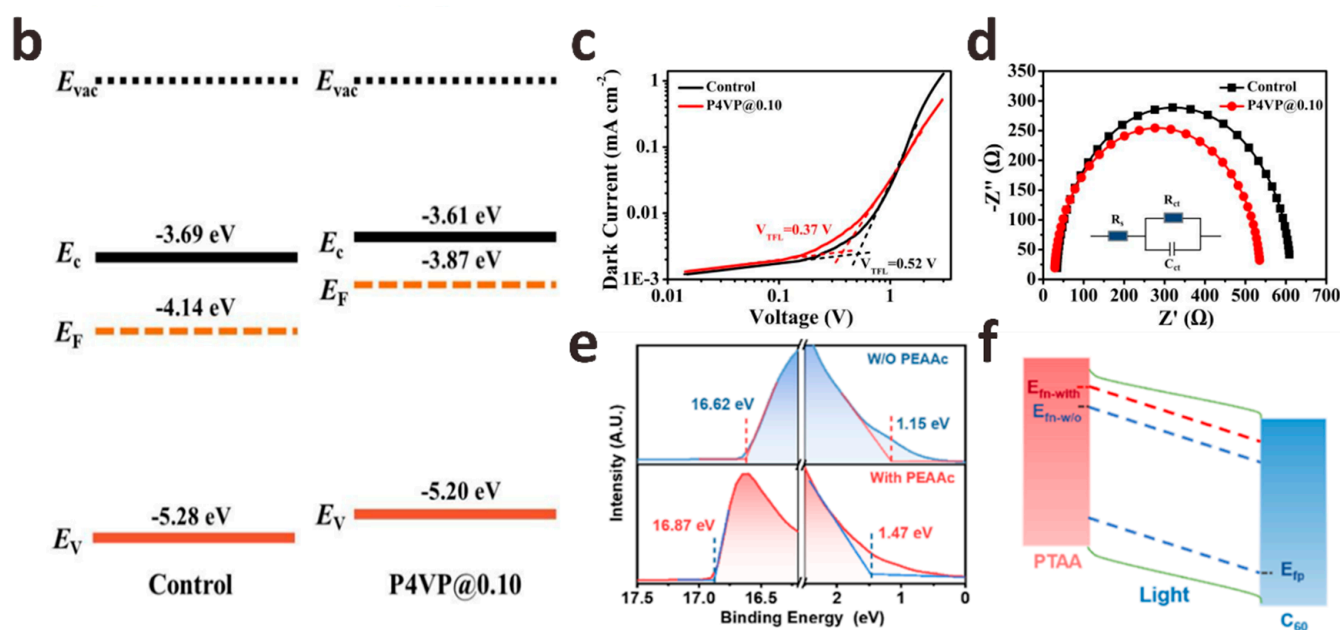 b
E_vac
E_vac
-3.69 eV
E_c
-4.14 eV
E_F
-5.28 eV
E_V
Control
-3.61 eV
E_c
-3.87 eV
E_F
-5.20 eV
E_V
P4VP@0.10
c
Dark Current (mA cm⁻²)
1
0.1
0.01
1E-3
Control
P4VP@0.10
V_TFL=0.37 V
V_TFL=0.52 V
0.01
0.1
1
Voltage (V)
d
-Z'' (Ω)
350
300
250
200
150
100
50
0
Control
P4VP@0.10
R_s
R_ct
C_ct
0 100 200 300 400 500 600 700
Z' (Ω)
e
Intensity (A.U.)
W/O PEAAc
16.62 eV
1.15 eV
With PEAAc
16.87 eV
1.47 eV
17.5 17.0 16.5 2 1 0
Binding Energy (eV)
f
E_fn-with
E_fn-w/o
PTAA
Light
E_fp
C₆₀